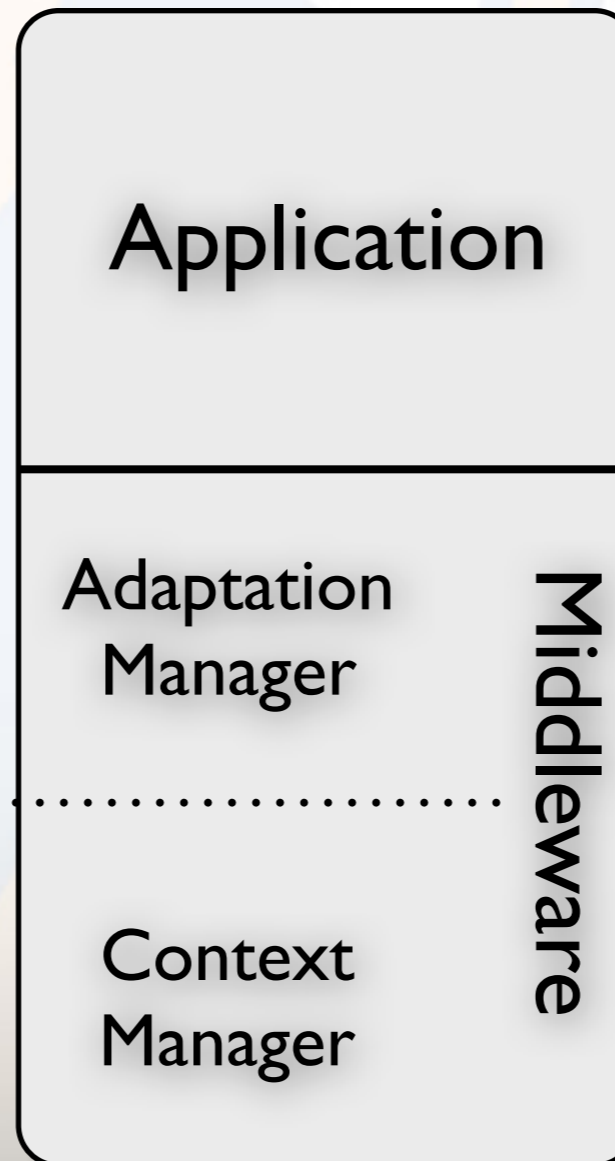 Application
Adaptation
Manager
Middleware
Context
Manager